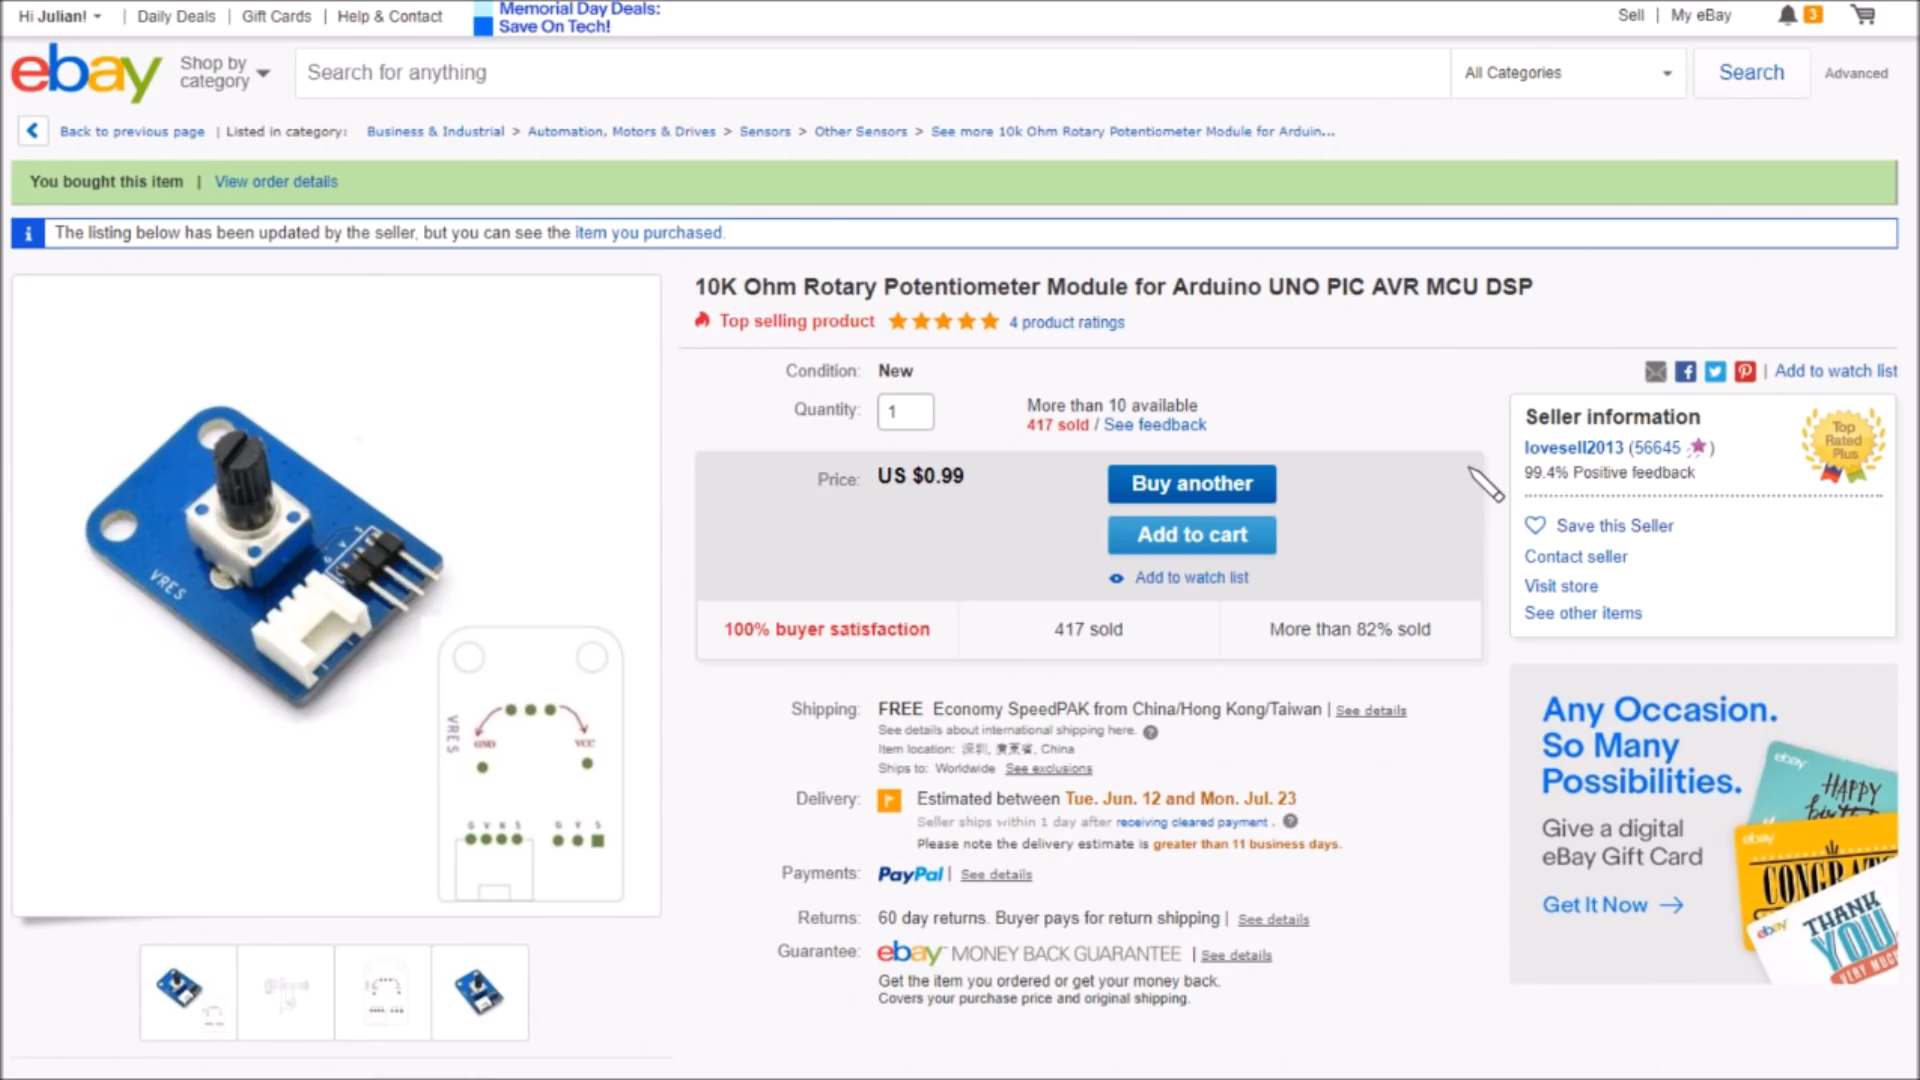 Hi Julian!
Daily Deals
Gift Cards
Help & Contact
Memorial Day Deals:
Save On Tech!
Sell
My eBay
3
ebay
Shop by
category
Search for anything
All Categories
Search
Advanced
Back to previous page | Listed in category: Business & Industrial > Automation, Motors & Drives > Sensors > Other Sensors > See more 10k Ohm Rotary Potentiometer Module for Arduin...
You bought this item | View order details
i The listing below has been updated by the seller, but you can see the item you purchased.
VRES
G V
VRES
GND
VCC
G V N S
G V S
10K Ohm Rotary Potentiometer Module for Arduino UNO PIC AVR MCU DSP
Top selling product
4 product ratings
Condition: New
Quantity: 1
More than 10 available
417 sold / See feedback
Price: US $0.99
Buy another
Add to cart
Add to watch list
100% buyer satisfaction
417 sold
More than 82% sold
Shipping: FREE Economy SpeedPAK from China/Hong Kong/Taiwan | See details
See details about international shipping here. ?
Item location: 深圳, 广东省, China
Ships to: Worldwide See exclusions
Delivery: Estimated between Tue. Jun. 12 and Mon. Jul. 23
Seller ships within 1 day after receiving cleared payment. ?
Please note the delivery estimate is greater than 11 business days.
Payments: PayPal | See details
Returns: 60 day returns. Buyer pays for return shipping | See details
Guarantee: ebay MONEY BACK GUARANTEE | See details
Get the item you ordered or get your money back.
Covers your purchase price and original shipping.
| Add to watch list
Seller information
lovesell2013 (56645 )
99.4% Positive feedback
Top
Rated
Plus
Save this Seller
Contact seller
Visit store
See other items
Any Occasion.
So Many
Possibilities.
Give a digital
eBay Gift Card
Get It Now
ebay
HAPPY
ebay
ebay
THANK
YOU